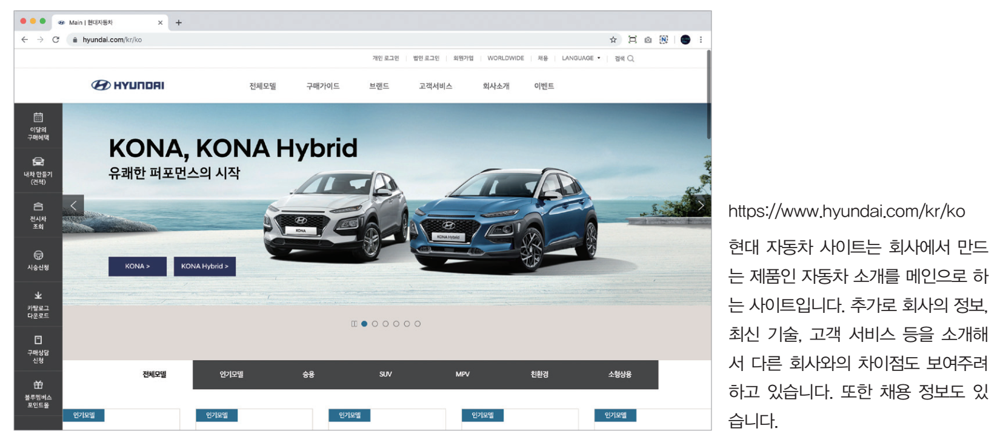 Main | 현대자동차
hyundai.com/kr/ko
개인 로그인 법인 로그인 회원가입 WORLDWIDE 채용 LANGUAGE 검색
HYUNDAI
전체모델 구매가이드 브랜드 고객서비스 회사소개 이벤트
이달의
구매혜택
내차 만들기
(견적)
전시차
조회
시승신청
카탈로그
다운로드
구매상담
신청
블루멤버스
포인트몰
KONA, KONA Hybrid
유쾌한 퍼포먼스의 시작
KONA
KONA Hybrid
KONA >
KONA Hybrid >
전체모델 인기모델 승용 SUV MPV 친환경 소형상용
인기모델 인기모델 인기모델 인기모델 인기모델
https://www.hyundai.com/kr/ko
현대 자동차 사이트는 회사에서 만드
는 제품인 자동차 소개를 메인으로 하
는 사이트입니다. 추가로 회사의 정보,
최신 기술, 고객 서비스 등을 소개해
서 다른 회사와의 차이점도 보여주려
하고 있습니다. 또한 채용 정보도 있
습니다.